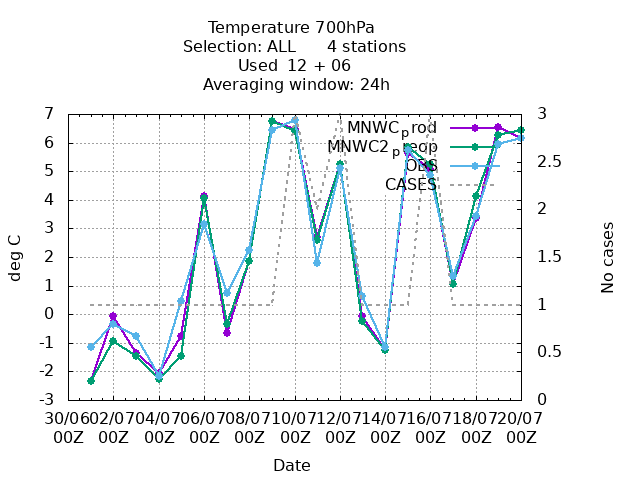 Temperature 700hPa
Selection: ALL 4 stations
Used 12 + 06
Averaging window: 24h
7
6
5
4
3
2
1
0
-1
-2
-3
deg C
3
2.5
2
1.5
1
0.5
0
No cases
MNWCprod
MNWC2preop
OBS
CASES
30/06 02/07 04/07 06/07 08/07 10/07 12/07 14/07 16/07 18/07 20/07
00Z 00Z 00Z 00Z 00Z 00Z 00Z 00Z 00Z 00Z 00Z
Date